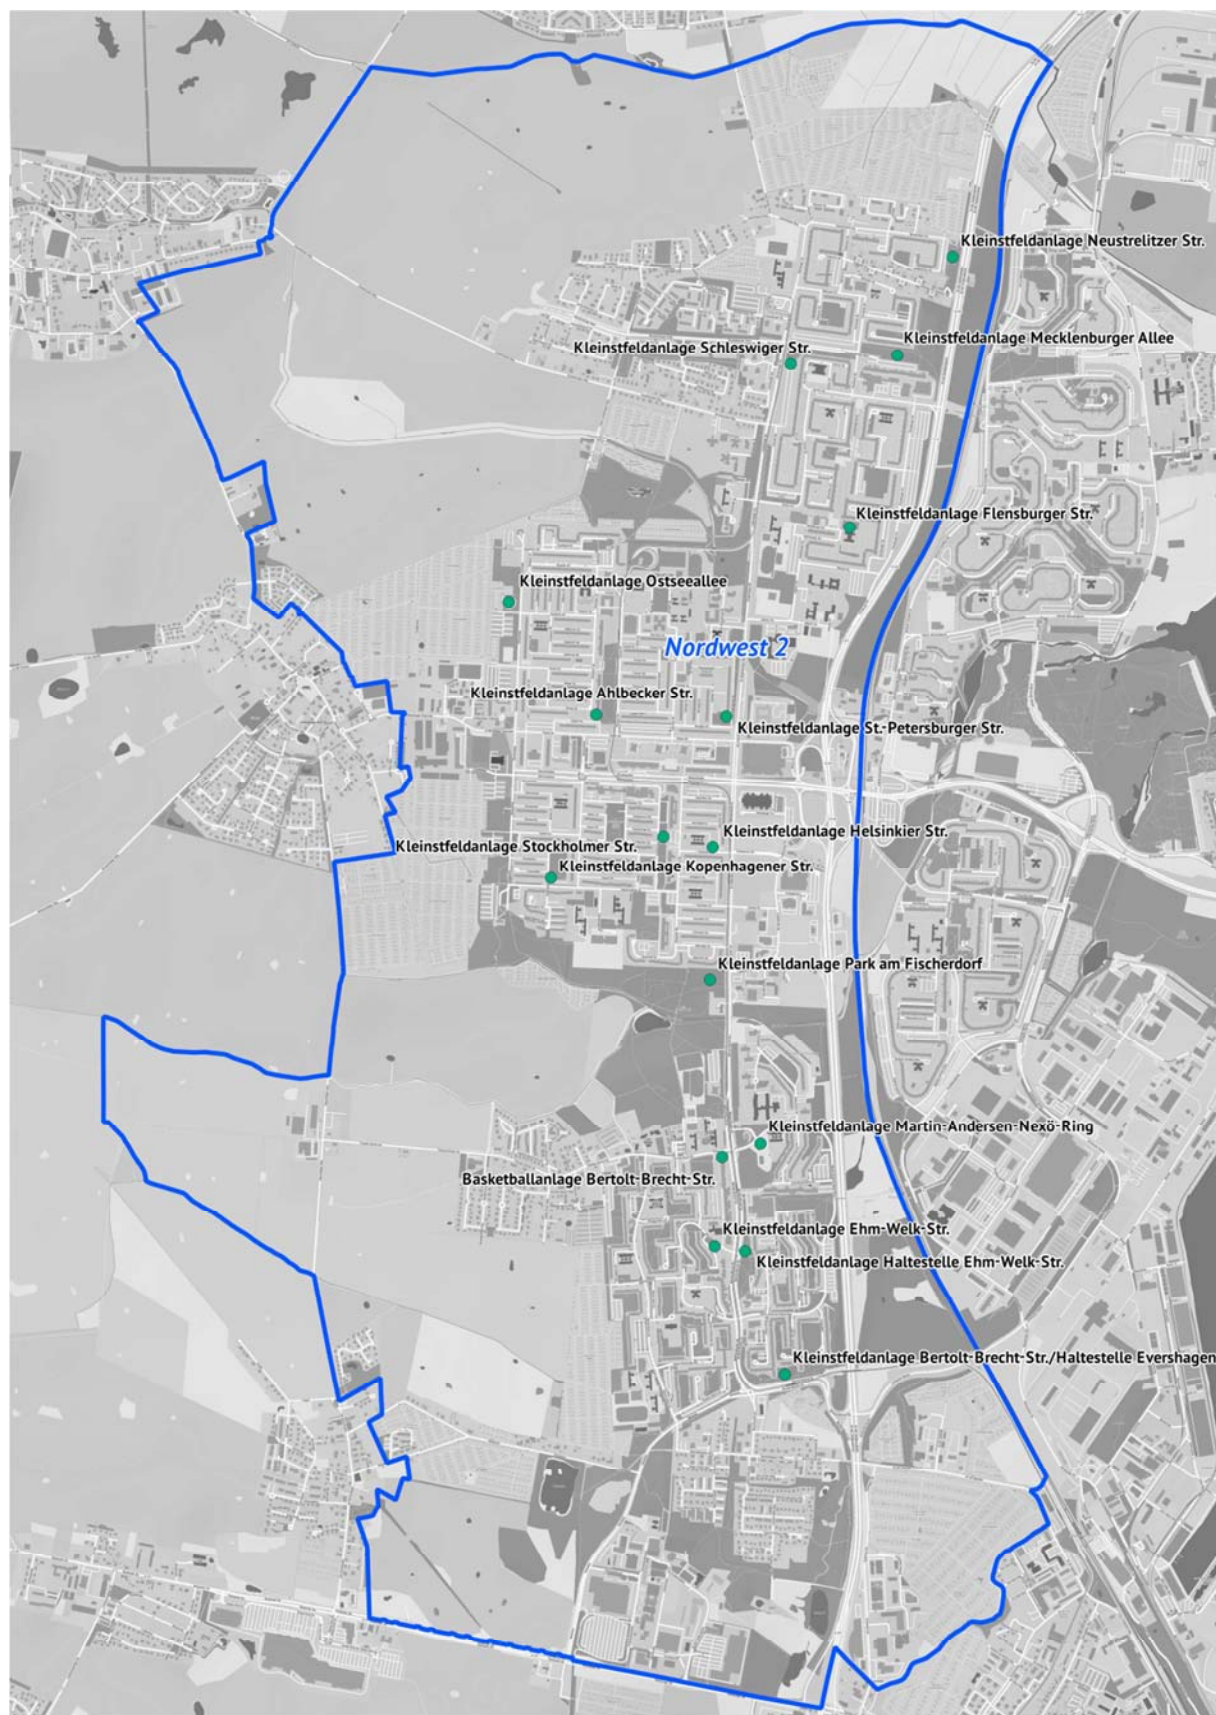 Kleinstfeldanlage Neustrelitzer Str.
Kleinstfeldanlage Mecklenburger Allee
Kleinstfeldanlage Schleswiger Str.
Kleinstfeldanlage Flensburger Str.
Kleinstfeldanlage Ostseeallee
Nordwest 2
Kleinstfeldanlage Ahlbecker Str.
Kleinstfeldanlage St.-Petersburger Str.
Kleinstfeldanlage Helsinkier Str.
Kleinstfeldanlage Stockholmer Str.
Kleinstfeldanlage Kopenhagener Str.
Kleinstfeldanlage Park am Fischerdorf
Kleinstfeldanlage Martin-Andersen-Nexö-Ring
Basketballanlage Bertolt-Brecht-Str.
Kleinstfeldanlage Ehm-Welk-Str.
Kleinstfeldanlage Haltestelle Ehm-Welk-Str.
Kleinstfeldanlage Bertolt-Brecht-Str./Haltestelle Evershagen